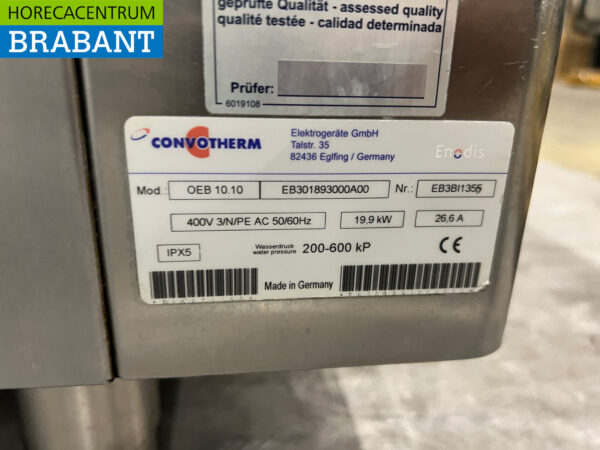 HORECACENTRUM
BRABANT
geprüfte Qualität - assessed quality
qualité testée - calidad determinada
Prüfer:
6019108
CONVOTHERM
Elektrogeräte GmbH
Talstr. 35
82436 Eglfing / Germany
Enodis
Mod.: OEB 10.10 EB301893000A00 Nr.: EB3BI1355
400V 3/N/PE AC 50/60Hz 19,9 kW 26,6 A
IPX5 Wasserdruck 200-600 kP CE
water pressure
Made in Germany